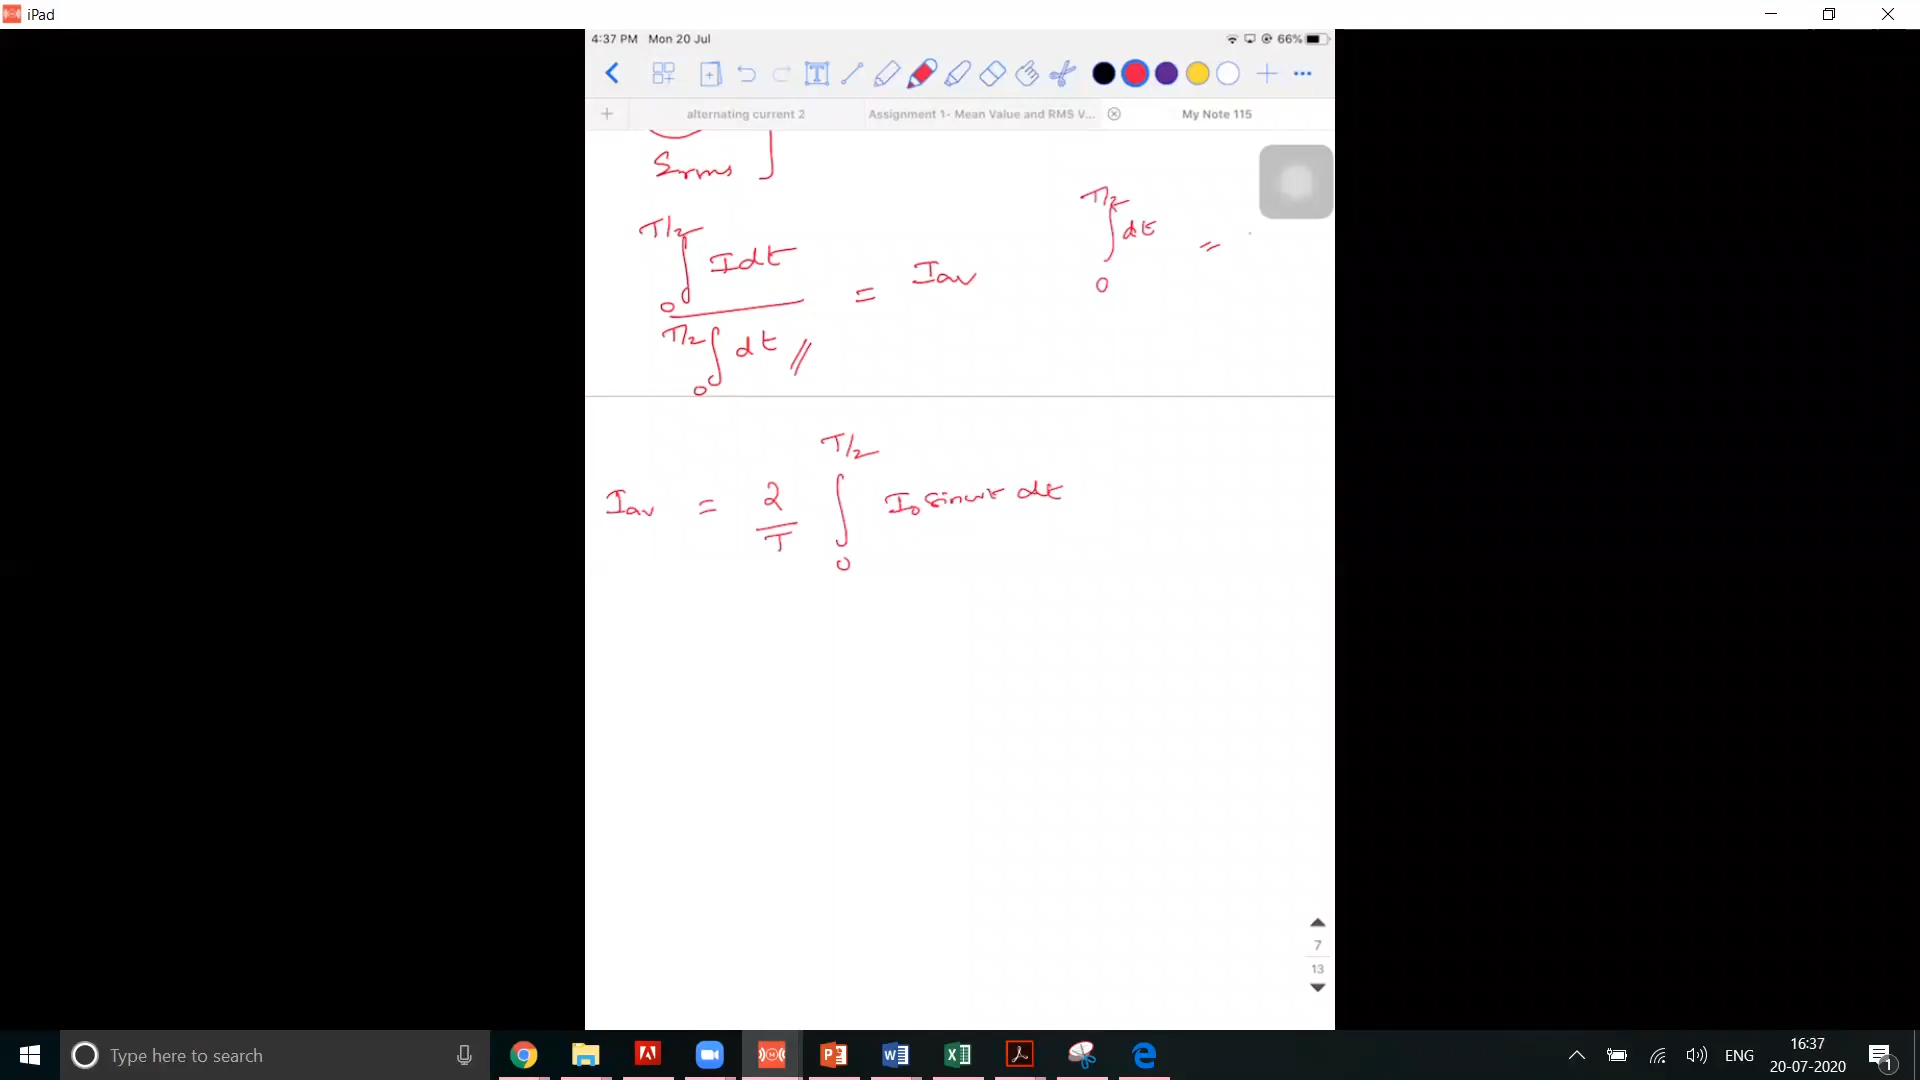 iPad
4:37 PM Mon 20 Jul
66%
alternating current 2
Assignment 1- Mean Value and RMS V...
My Note 115
Srms
T/2
∫ I dt
0
T/2
∫ dt //
0
= Iav
T/2
∫ dt =
0
T/2
Iav = 2/T ∫ I₀ sinωt dt
0
7
13
Type here to search
ENG
16:37
20-07-2020
1